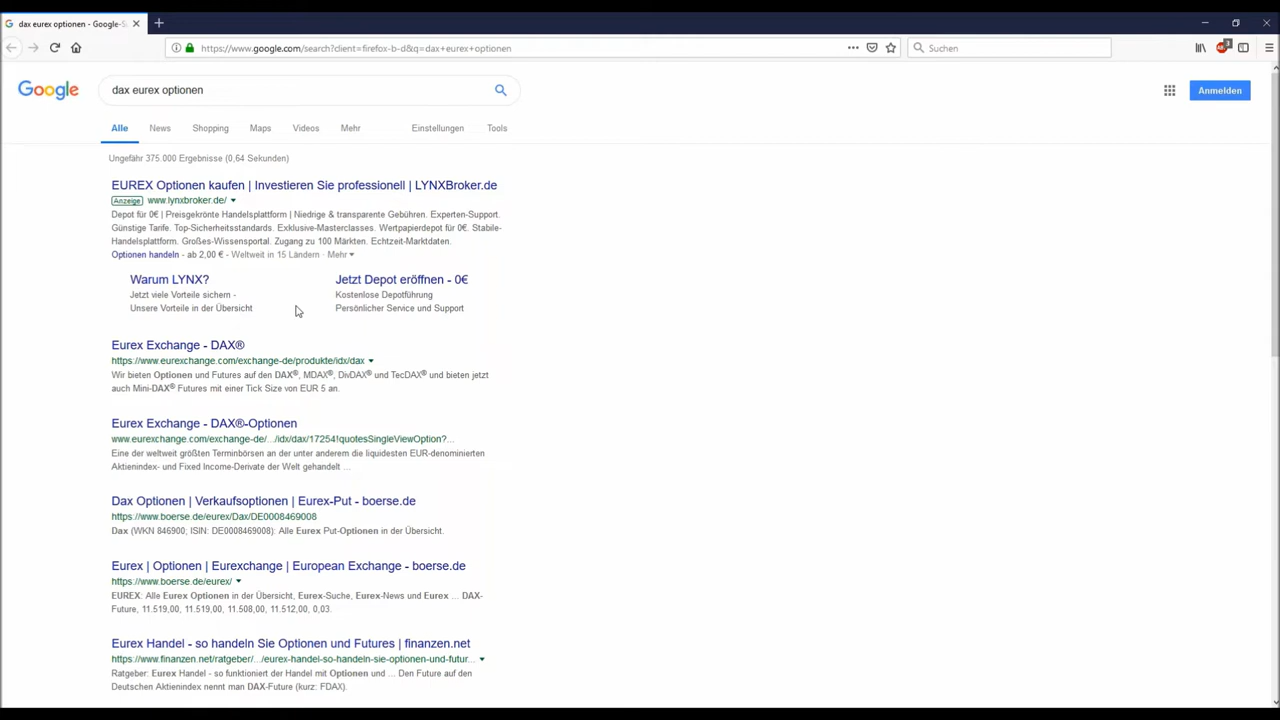 dax eurex optionen - Google-S
https://www.google.com/search?client=firefox-b-d&q=dax+eurex+optionen
Suchen
3
Google
dax eurex optionen
Anmelden
Alle News Shopping Maps Videos Mehr Einstellungen Tools
Ungefähr 375.000 Ergebnisse (0,64 Sekunden)
EUREX Optionen kaufen | Investieren Sie professionell | LYNXBroker.de
Anzeige www.lynxbroker.de/
Depot für 0€ | Preisgekrönte Handelsplattform | Niedrige & transparente Gebühren. Experten-Support.
Günstige Tarife. Top-Sicherheitsstandards. Exklusive-Masterclasses. Wertpapierdepot für 0€. Stabile-
Handelsplattform. Großes-Wissensportal. Zugang zu 100 Märkten. Echtzeit-Marktdaten.
Optionen handeln - ab 2,00 € - Weltweit in 15 Ländern · Mehr
Warum LYNX?
Jetzt viele Vorteile sichern -
Unsere Vorteile in der Übersicht
Jetzt Depot eröffnen - 0€
Kostenlose Depotführung
Persönlicher Service und Support
Eurex Exchange - DAX®
https://www.eurexchange.com/exchange-de/produkte/idx/dax
Wir bieten Optionen und Futures auf den DAX®, MDAX®, DivDAX® und TecDAX® und bieten jetzt
auch Mini-DAX® Futures mit einer Tick Size von EUR 5 an.
Eurex Exchange - DAX®-Optionen
www.eurexchange.com/exchange-de/.../idx/dax/17254!quotesSingleViewOption?...
Eine der weltweit größten Terminbörsen an der unter anderem die liquidesten EUR-denominierten
Aktienindex- und Fixed Income-Derivate der Welt gehandelt ...
Dax Optionen | Verkaufsoptionen | Eurex-Put - boerse.de
https://www.boerse.de/eurex/Dax/DE0008469008
Dax (WKN 846900; ISIN: DE0008469008): Alle Eurex Put-Optionen in der Übersicht.
Eurex | Optionen | Eurexchange | European Exchange - boerse.de
https://www.boerse.de/eurex/
EUREX: Alle Eurex Optionen in der Übersicht, Eurex-Suche, Eurex-News und Eurex ... DAX-
Future, 11.519,00, 11.519,00, 11.508,00, 11.512,00, 0,03.
Eurex Handel - so handeln Sie Optionen und Futures | finanzen.net
https://www.finanzen.net/ratgeber/.../eurex-handel-so-handeln-sie-optionen-und-futur...
Ratgeber: Eurex Handel - so funktioniert der Handel mit Optionen und ... Den Future auf den
Deutschen Aktienindex nennt man DAX-Future (kurz: FDAX).